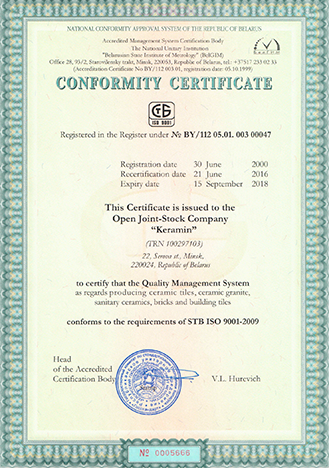 NATIONAL CONFORMITY APPROVAL SYSTEM OF THE REPUBLIC OF BELARUS
Accredited Management System Certification Body
The National Unitary Institution
"Belarusian State Institute of Metrology" (BelGIM)
Office 28, 93/2, Starovilensky trakt, Minsk, 220053, Republic of Belarus, tel.: +37517 233 02 33
(Accreditation Certificate No BY/112 003.01, registration date: 05.10.1999)
CONFORMITY CERTIFICATE
ISO 9001
Registered in the Register under № BY/112 05.01. 003 00047
Registration date 30 June 2000
Recertification date 21 June 2016
Expiry date 15 September 2018
This Certificate is issued to the
Open Joint-Stock Company
"Keramin"
(TRN 100297103)
22, Serova st., Minsk,
220024, Republic of Belarus
to certify that the Quality Management System
as regards producing ceramic tiles, ceramic granite,
sanitary ceramics, bricks and building tiles
conforms to the requirements of STB ISO 9001-2009
Head
of the Accredited
Certification Body
V.L. Hurevich
№ 0005666